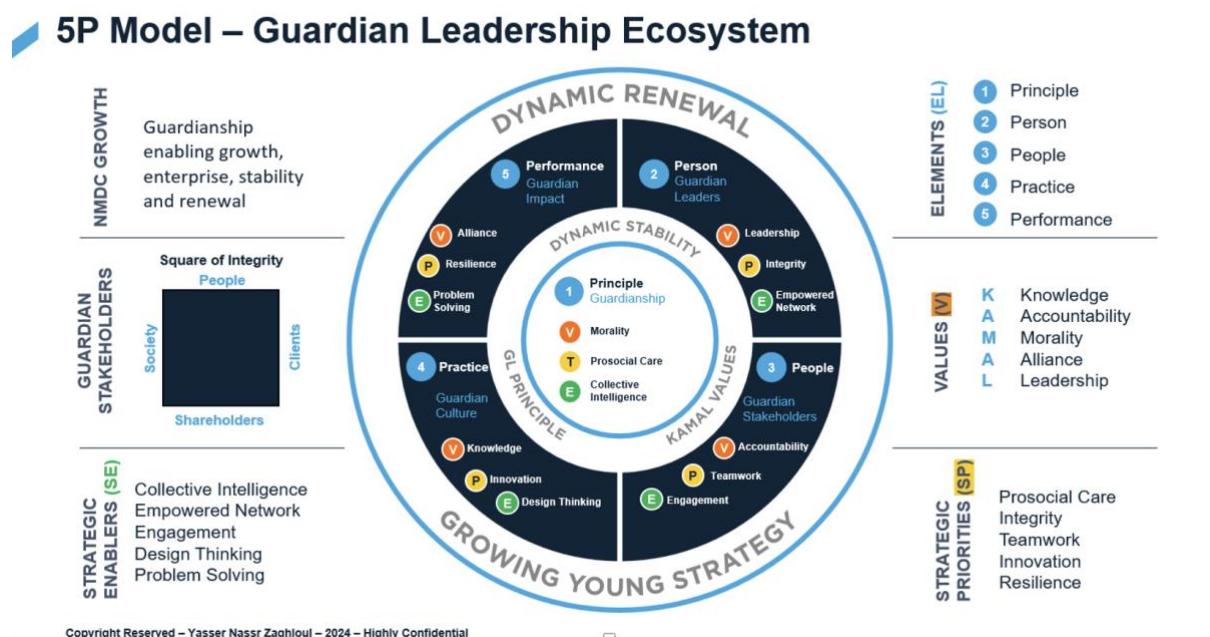 5P Model – Guardian Leadership Ecosystem
NMDC GROWTH
Guardianship
enabling growth,
enterprise, stability
and renewal
GUARDIAN
STAKEHOLDERS
Square of Integrity
People
Society
Clients
Shareholders
STRATEGIC
ENABLERS (SE)
Collective Intelligence
Empowered Network
Engagement
Design Thinking
Problem Solving
DYNAMIC RENEWAL
5
Performance
Guardian
Impact
V Alliance
P Resilience
E Problem
Solving
2
Person
Guardian
Leaders
V Leadership
P Integrity
E Empowered
Network
DYNAMIC STABILITY
1
Principle
Guardianship
V Morality
T Prosocial Care
E Collective
Intelligence
GL PRINCIPLE
KAMAL VALUES
4 Practice
Guardian
Culture
V Knowledge
P Innovation
E Design Thinking
3 People
Guardian
Stakeholders
V Accountability
P Teamwork
E Engagement
GROWING YOUNG STRATEGY
ELEMENTS (EL)
1 Principle
2 Person
3 People
4 Practice
5 Performance
VALUES (V)
K Knowledge
A Accountability
M Morality
A Alliance
L Leadership
STRATEGIC
PRIORITIES (SP)
Prosocial Care
Integrity
Teamwork
Innovation
Resilience
Copyright Reserved – Yasser Nassr Zaghloul – 2024 – Highly Confidential